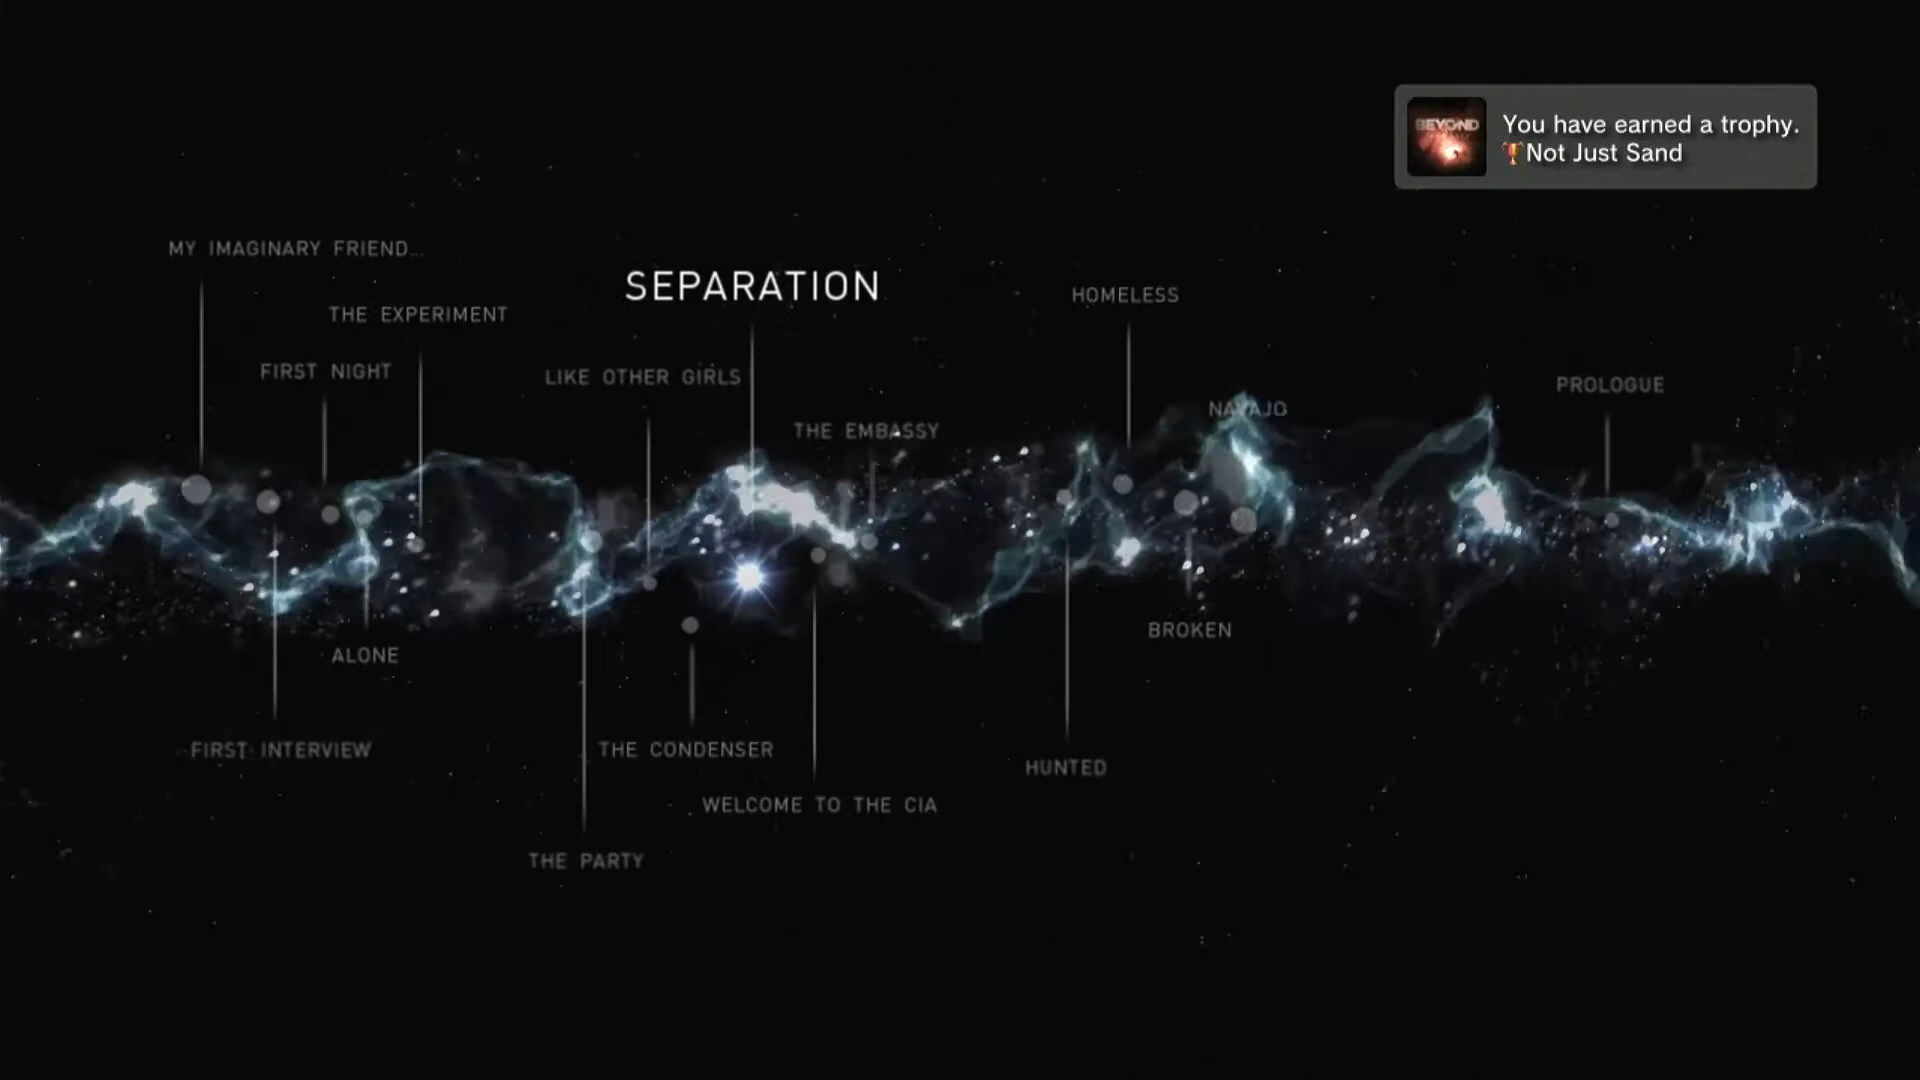 BEYOND
You have earned a trophy.
Not Just Sand
MY IMAGINARY FRIEND...
SEPARATION
HOMELESS
THE EXPERIMENT
FIRST NIGHT
LIKE OTHER GIRLS
PROLOGUE
NAVAJO
THE EMBASSY
BROKEN
ALONE
FIRST INTERVIEW
THE CONDENSER
HUNTED
WELCOME TO THE CIA
THE PARTY